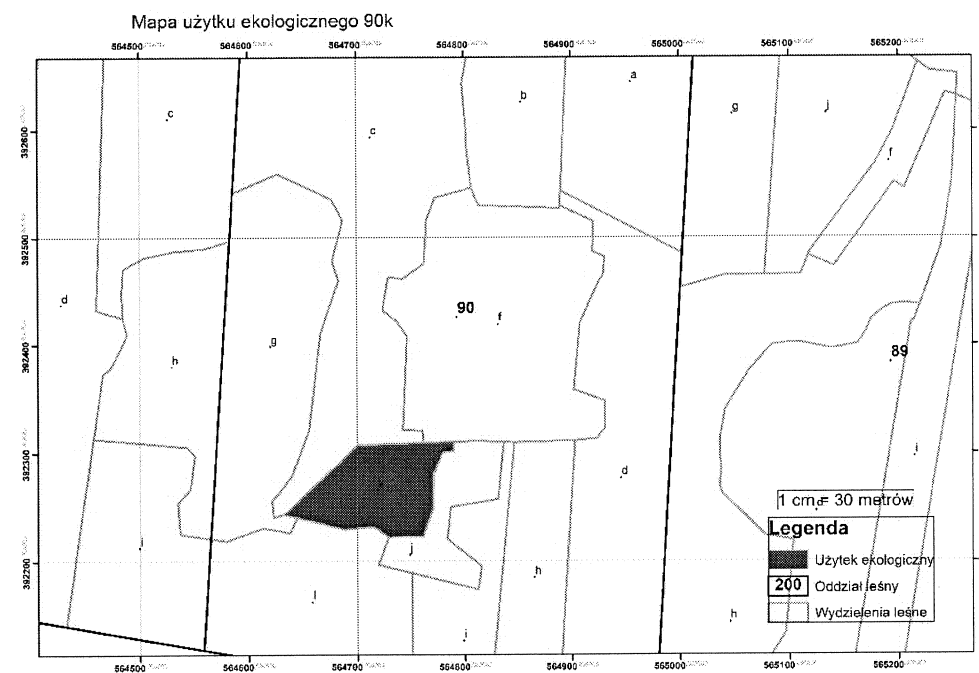 Mapa użytku ekologicznego 90k
564500 564600 564700 564800 564900 565000 565100 565200
392600
392500
392400
392300
392200
c
c
b
a
g
j
f
d
h
g
90
f
89
d
i
j
h
i
l
i
h
1 cm = 30 metrów
Legenda
Użytek ekologiczny
200 Oddział leśny
Wydzielenia leśne
564500 564600 564700 564800 564900 565000 565100 565200